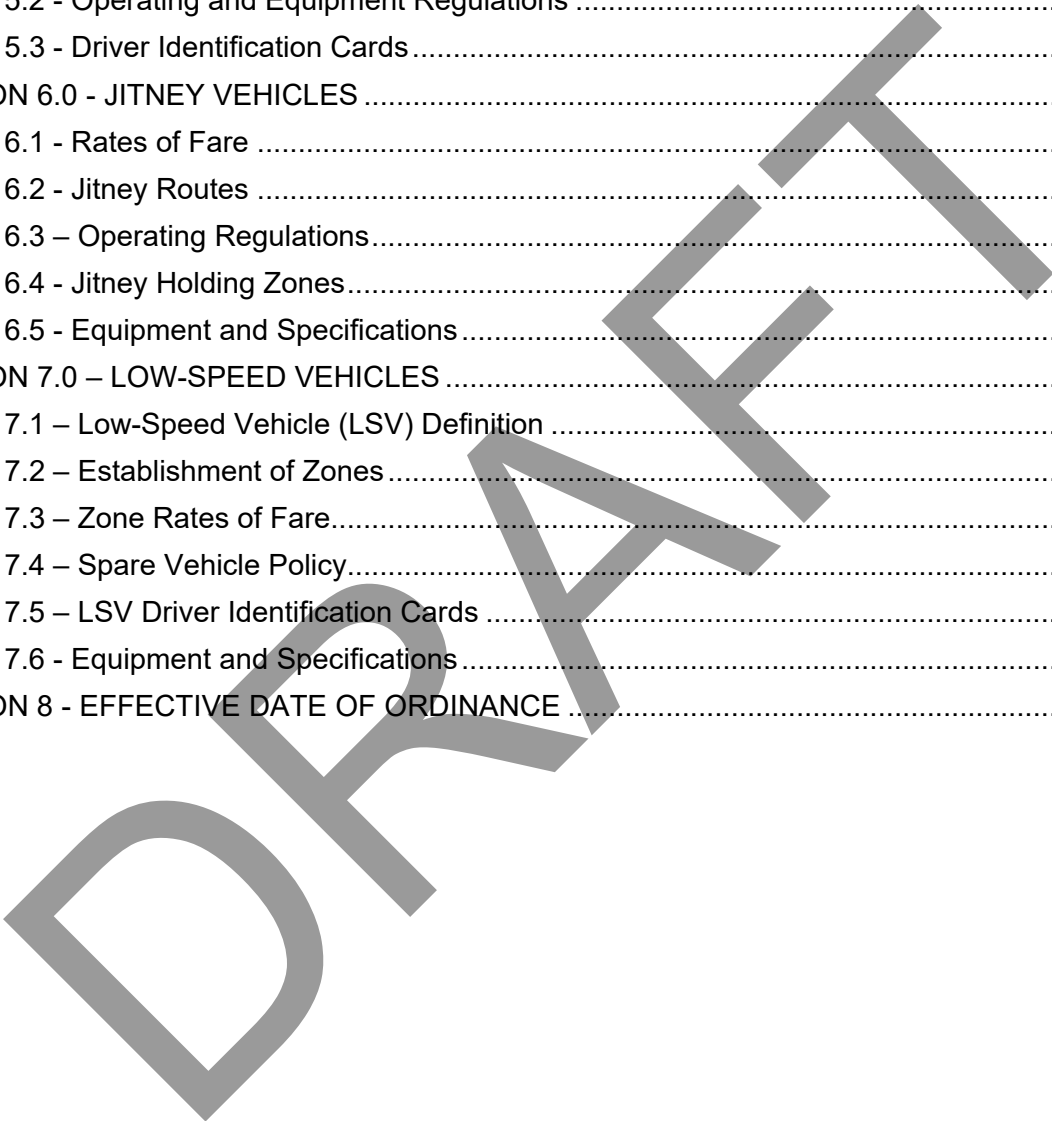 5.2 - Operating and Equipment Regulations ....................................................
5.3 - Driver Identification Cards ........................................................................
ON 6.0 - JITNEY VEHICLES ..............................................................................
6.1 - Rates of Fare ............................................................................................
6.2 - Jitney Routes ............................................................................................
6.3 – Operating Regulations ..............................................................................
6.4 - Jitney Holding Zones .................................................................................
6.5 - Equipment and Specifications ...................................................................
ON 7.0 – LOW-SPEED VEHICLES .....................................................................
7.1 – Low-Speed Vehicle (LSV) Definition .........................................................
7.2 – Establishment of Zones ............................................................................
7.3 – Zone Rates of Fare ...................................................................................
7.4 – Spare Vehicle Policy .................................................................................
7.5 – LSV Driver Identification Cards ................................................................
7.6 - Equipment and Specifications ...................................................................
ON 8 - EFFECTIVE DATE OF ORDINANCE ......................................................
DRAFT